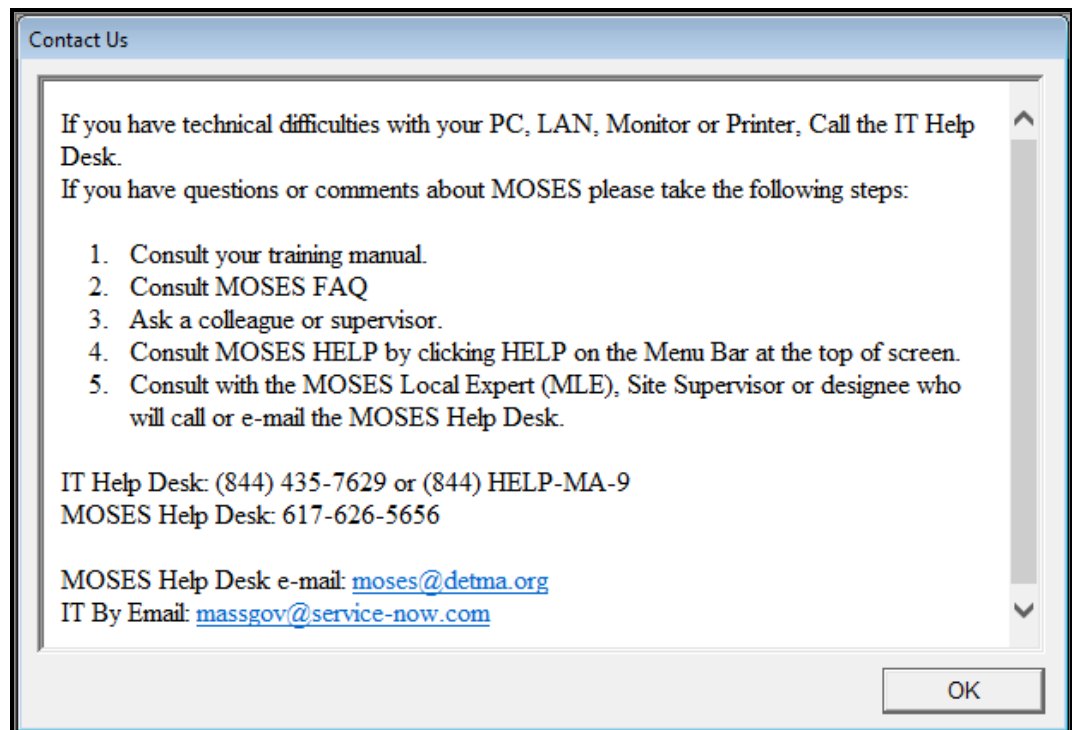 Contact Us
If you have technical difficulties with your PC, LAN, Monitor or Printer, Call the IT Help
Desk.
If you have questions or comments about MOSES please take the following steps:
1. Consult your training manual.
2. Consult MOSES FAQ
3. Ask a colleague or supervisor.
4. Consult MOSES HELP by clicking HELP on the Menu Bar at the top of screen.
5. Consult with the MOSES Local Expert (MLE), Site Supervisor or designee who
will call or e-mail the MOSES Help Desk.
IT Help Desk: (844) 435-7629 or (844) HELP-MA-9
MOSES Help Desk: 617-626-5656
MOSES Help Desk e-mail: moses@detma.org
IT By Email: massgov@service-now.com
OK